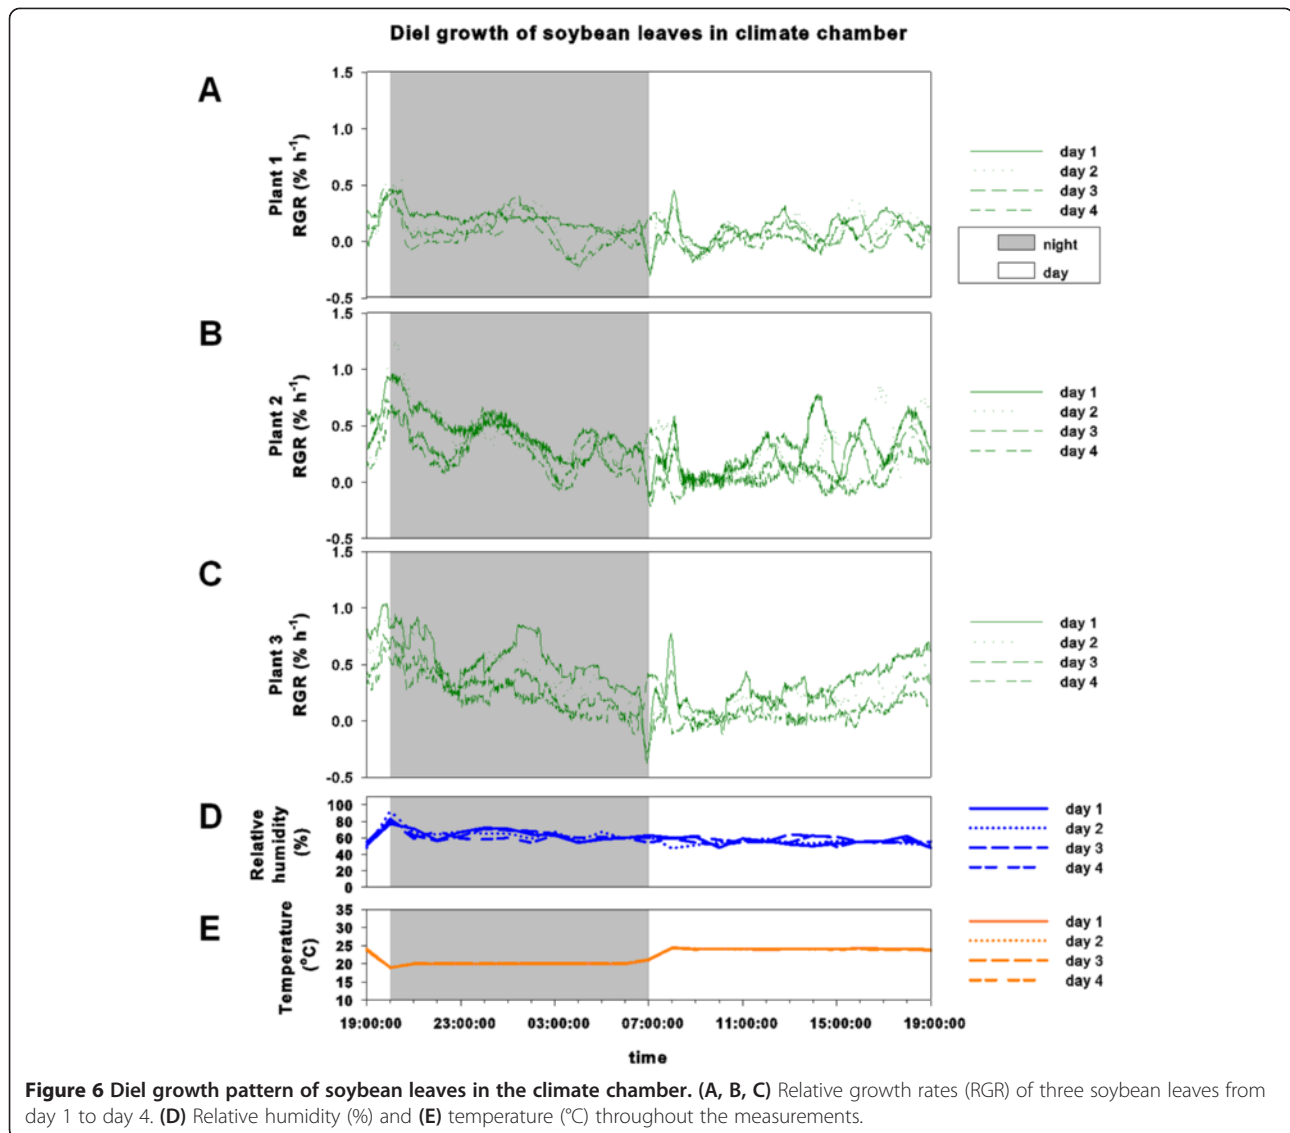 Diel growth of soybean leaves in climate chamber
A
Plant 1
RGR (% h⁻¹)
1.5
1.0
0.5
0.0
-0.5
day 1
day 2
day 3
day 4
night
day
B
Plant 2
RGR (% h⁻¹)
1.5
1.0
0.5
0.0
-0.5
day 1
day 2
day 3
day 4
C
Plant 3
RGR (% h⁻¹)
1.5
1.0
0.5
0.0
-0.5
day 1
day 2
day 3
day 4
D
Relative
humidity
(%)
100
80
60
40
20
0
day 1
day 2
day 3
day 4
E
Temperature
(°C)
35
30
25
20
15
10
day 1
day 2
day 3
day 4
19:00:00 23:00:00 03:00:00 07:00:00 11:00:00 15:00:00 19:00:00
time
Figure 6 Diel growth pattern of soybean leaves in the climate chamber. (A, B, C) Relative growth rates (RGR) of three soybean leaves from
day 1 to day 4. (D) Relative humidity (%) and (E) temperature (°C) throughout the measurements.